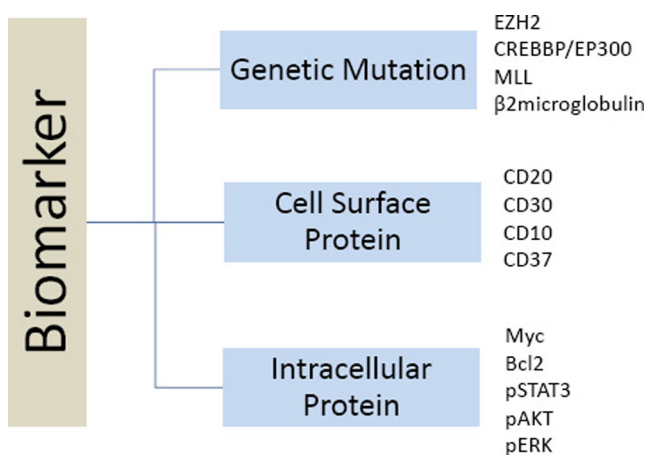 Biomarker
Genetic Mutation
EZH2
CREBBP/EP300
MLL
β2microglobulin
Cell Surface
Protein
CD20
CD30
CD10
CD37
Intracellular
Protein
Myc
Bcl2
pSTAT3
pAKT
pERK